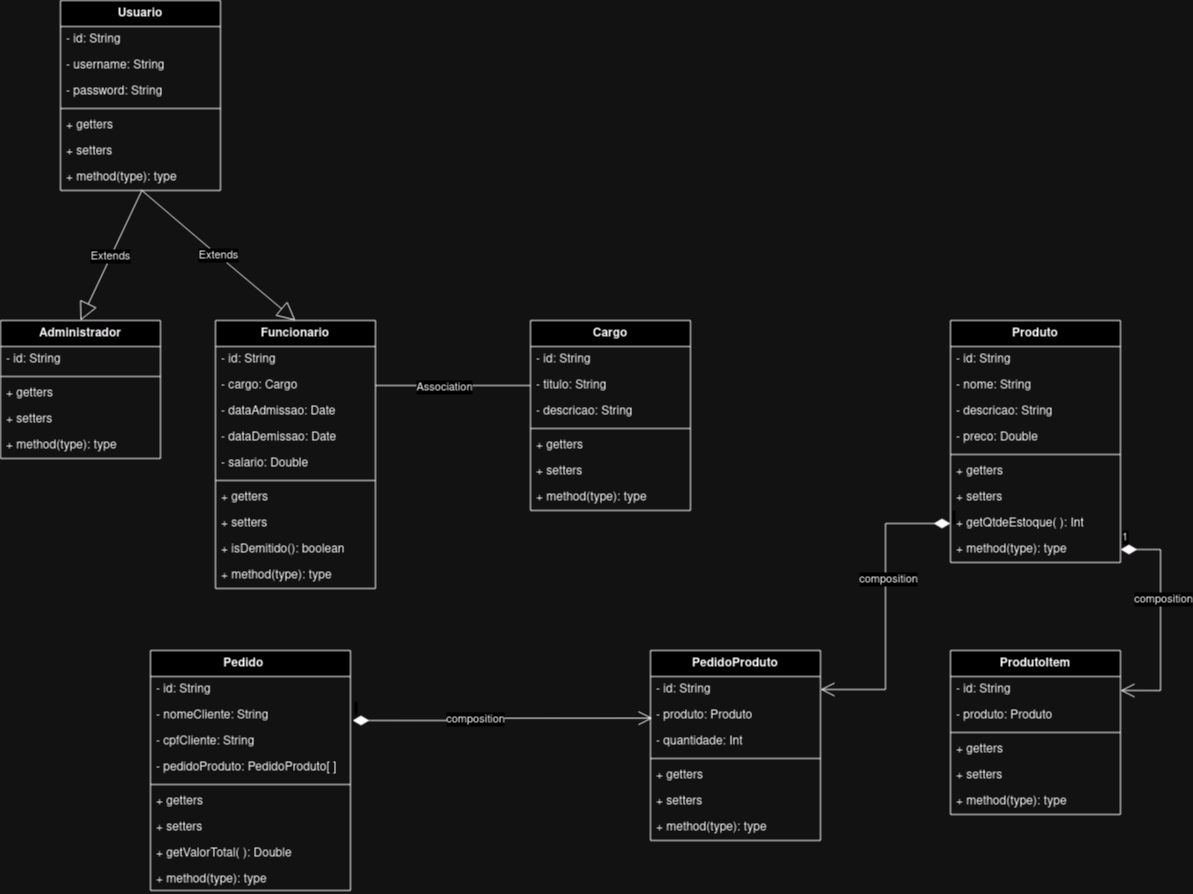 Usuario
- id: String
- username: String
- password: String
+ getters
+ setters
+ method(type): type
Extends
Extends
Administrador
- id: String
+ getters
+ setters
+ method(type): type
Funcionario
- id: String
- cargo: Cargo
- dataAdmissao: Date
- dataDemissao: Date
- salario: Double
+ getters
+ setters
+ isDemitido(): boolean
+ method(type): type
Association
Cargo
- id: String
- titulo: String
- descricao: String
+ getters
+ setters
+ method(type): type
Produto
- id: String
- nome: String
- descricao: String
- preco: Double
+ getters
+ setters
+ getQtdeEstoque( ): Int
+ method(type): type
1
composition
composition
Pedido
- id: String
- nomeCliente: String
- cpfCliente: String
- pedidoProduto: PedidoProduto[ ]
+ getters
+ setters
+ getValorTotal( ): Double
+ method(type): type
composition
PedidoProduto
- id: String
- produto: Produto
- quantidade: Int
+ getters
+ setters
+ method(type): type
ProdutoItem
- id: String
- produto: Produto
+ getters
+ setters
+ method(type): type